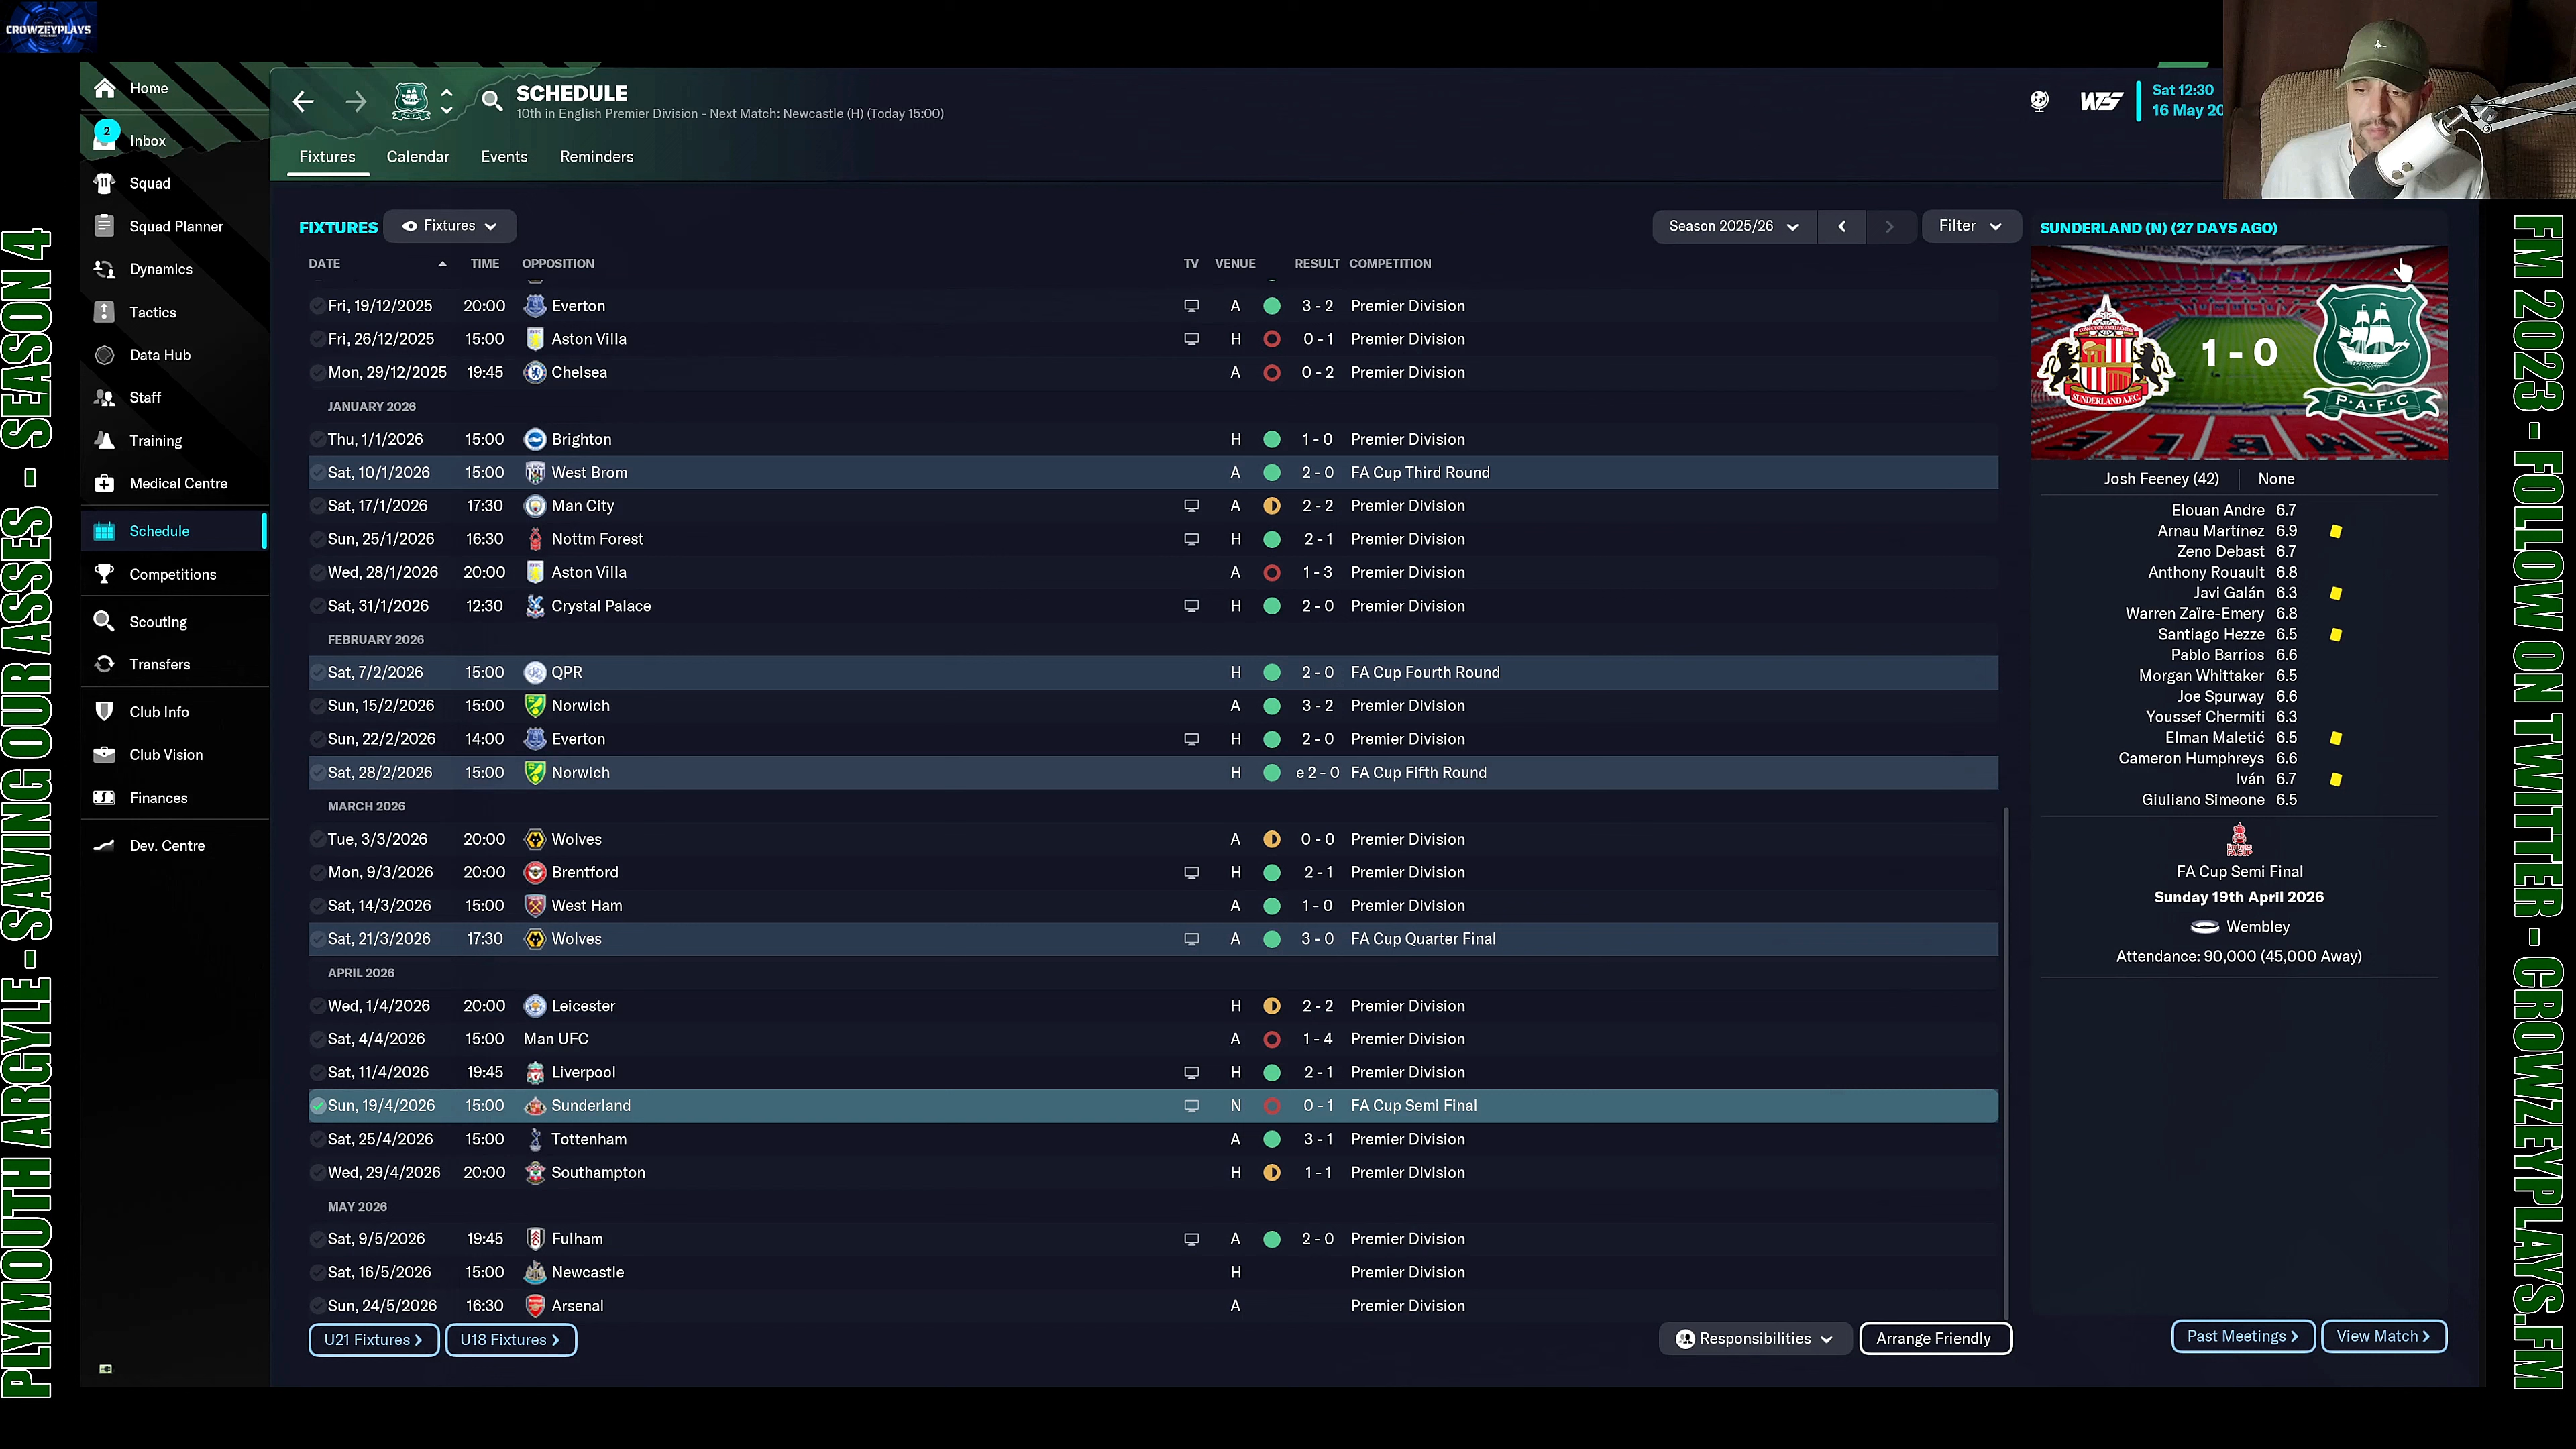 CROWZEYPLAYS
PLYMOUTH ARGYLE - SAVING OUR ASSES - SEASON 4
Home
2
Inbox
Squad
Squad Planner
Dynamics
Tactics
Data Hub
Staff
Training
Medical Centre
Schedule
Competitions
Scouting
Transfers
Club Info
Club Vision
Finances
Dev. Centre
SCHEDULE
10th in English Premier Division - Next Match: Newcastle (H) (Today 15:00)
Sat 12:30
16 May 20
Fixtures Calendar Events Reminders
FIXTURES Fixtures Season 2025/26 Filter
DATE TIME OPPOSITION TV VENUE RESULT COMPETITION
Fri, 19/12/2025 20:00 Everton A 3 - 2 Premier Division
Fri, 26/12/2025 15:00 Aston Villa H 0 - 1 Premier Division
Mon, 29/12/2025 19:45 Chelsea A 0 - 2 Premier Division
JANUARY 2026
Thu, 1/1/2026 15:00 Brighton H 1 - 0 Premier Division
Sat, 10/1/2026 15:00 West Brom A 2 - 0 FA Cup Third Round
Sat, 17/1/2026 17:30 Man City A 2 - 2 Premier Division
Sun, 25/1/2026 16:30 Nottm Forest H 2 - 1 Premier Division
Wed, 28/1/2026 20:00 Aston Villa A 1 - 3 Premier Division
Sat, 31/1/2026 12:30 Crystal Palace H 2 - 0 Premier Division
FEBRUARY 2026
Sat, 7/2/2026 15:00 QPR H 2 - 0 FA Cup Fourth Round
Sun, 15/2/2026 15:00 Norwich A 3 - 2 Premier Division
Sun, 22/2/2026 14:00 Everton H 2 - 0 Premier Division
Sat, 28/2/2026 15:00 Norwich H e 2 - 0 FA Cup Fifth Round
MARCH 2026
Tue, 3/3/2026 20:00 Wolves A 0 - 0 Premier Division
Mon, 9/3/2026 20:00 Brentford H 2 - 1 Premier Division
Sat, 14/3/2026 15:00 West Ham A 1 - 0 Premier Division
Sat, 21/3/2026 17:30 Wolves A 3 - 0 FA Cup Quarter Final
APRIL 2026
Wed, 1/4/2026 20:00 Leicester H 2 - 2 Premier Division
Sat, 4/4/2026 15:00 Man UFC A 1 - 4 Premier Division
Sat, 11/4/2026 19:45 Liverpool H 2 - 1 Premier Division
Sun, 19/4/2026 15:00 Sunderland N 0 - 1 FA Cup Semi Final
Sat, 25/4/2026 15:00 Tottenham A 3 - 1 Premier Division
Wed, 29/4/2026 20:00 Southampton H 1 - 1 Premier Division
MAY 2026
Sat, 9/5/2026 19:45 Fulham A 2 - 0 Premier Division
Sat, 16/5/2026 15:00 Newcastle H Premier Division
Sun, 24/5/2026 16:30 Arsenal A Premier Division
U21 Fixtures U18 Fixtures Responsibilities Arrange Friendly
SUNDERLAND (N) (27 DAYS AGO)
1 - 0
SUNDERLAND A.F.C.
P·A·F·C
Josh Feeney (42) None
Elouan Andre 6.7
Arnau Martínez 6.9
Zeno Debast 6.7
Anthony Rouault 6.8
Javi Galán 6.3
Warren Zaïre-Emery 6.8
Santiago Hezze 6.5
Pablo Barrios 6.6
Morgan Whittaker 6.5
Joe Spurway 6.6
Youssef Chermiti 6.3
Elman Maletić 6.5
Cameron Humphreys 6.6
Iván 6.7
Giuliano Simeone 6.5
FA Cup Semi Final
Sunday 19th April 2026
Wembley
Attendance: 90,000 (45,000 Away)
Past Meetings View Match
FM 2023 - FOLLOW ON TWITTER - CROWZEYPLAYS.FM